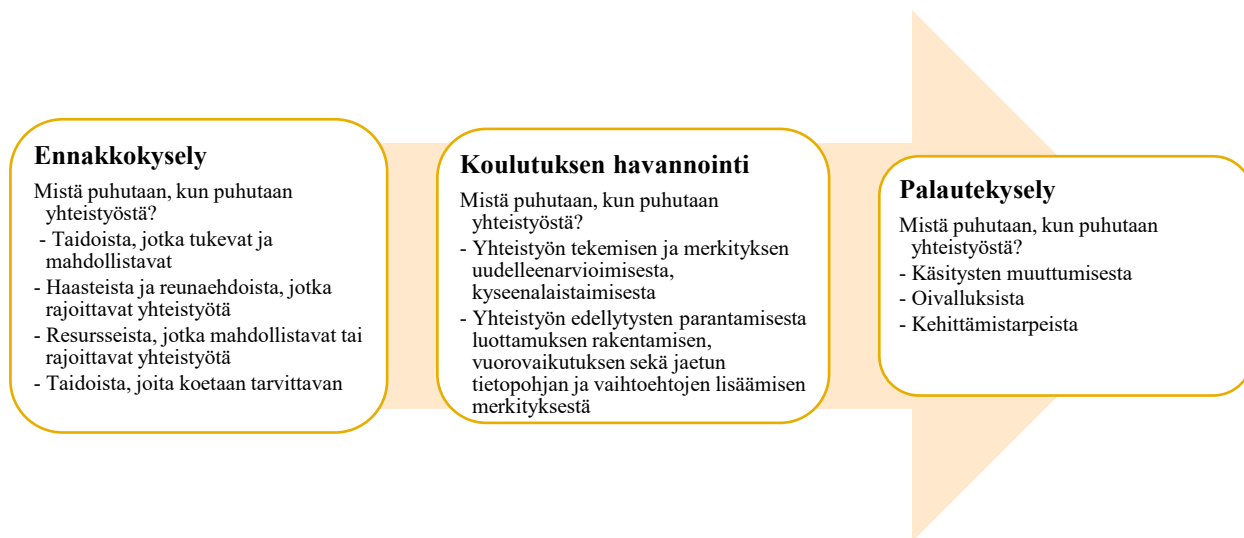 Ennakkokysely
Mistä puhutaan, kun puhutaan
yhteistyöstä?
- Taidoista, jotka tukevat ja
mahdollistavat
- Haasteista ja reunaehdoista, jotka
rajoittavat yhteistyötä
- Resursseista, jotka mahdollistavat tai
rajoittavat yhteistyötä
- Taidoista, joita koetaan tarvittavan
Koulutuksen havannointi
Mistä puhutaan, kun puhutaan
yhteistyöstä?
- Yhteistyön tekemisen ja merkityksen
uudelleenarvioimisesta,
kyseenalaistaimisesta
- Yhteistyön edellytysten parantamisesta
luottamuksen rakentamisen,
vuorovaikutuksen sekä jaetun
tietopohjan ja vaihtoehtojen lisäämisen
merkityksestä
Palautekysely
Mistä puhutaan, kun puhutaan
yhteistyöstä?
- Käsitysten muuttumisesta
- Oivalluksista
- Kehittämistarpeista